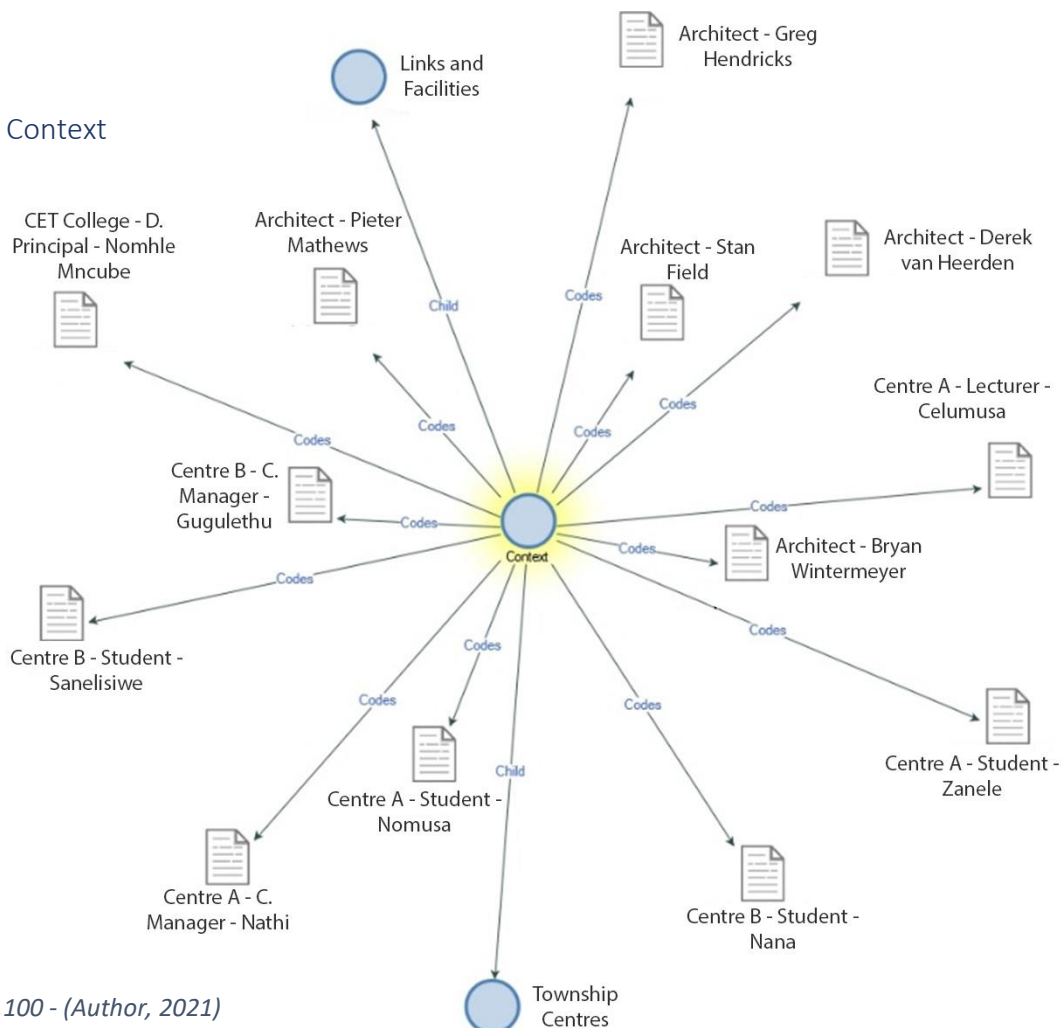 Architect - Greg
Hendricks
Links and
Facilities
Context
CET College - D.
Principal - Nomhle
Mncube
Architect - Pieter
Mathews
Architect - Stan
Field
Architect - Derek
van Heerden
Child
Codes
Codes
Codes
Codes
Codes
Centre A - Lecturer -
Celumusa
Centre B - C.
Manager -
Gugulethu
Codes
Codes
Context
Codes
Architect - Bryan
Wintermeyer
Codes
Codes
Centre B - Student -
Sanelisiwe
Codes
Codes
Codes
Child
Centre A - Student -
Nomusa
Centre A - Student -
Zanele
Centre A - C.
Manager - Nathi
Centre B - Student -
Nana
Township
Centres
100 - (Author, 2021)